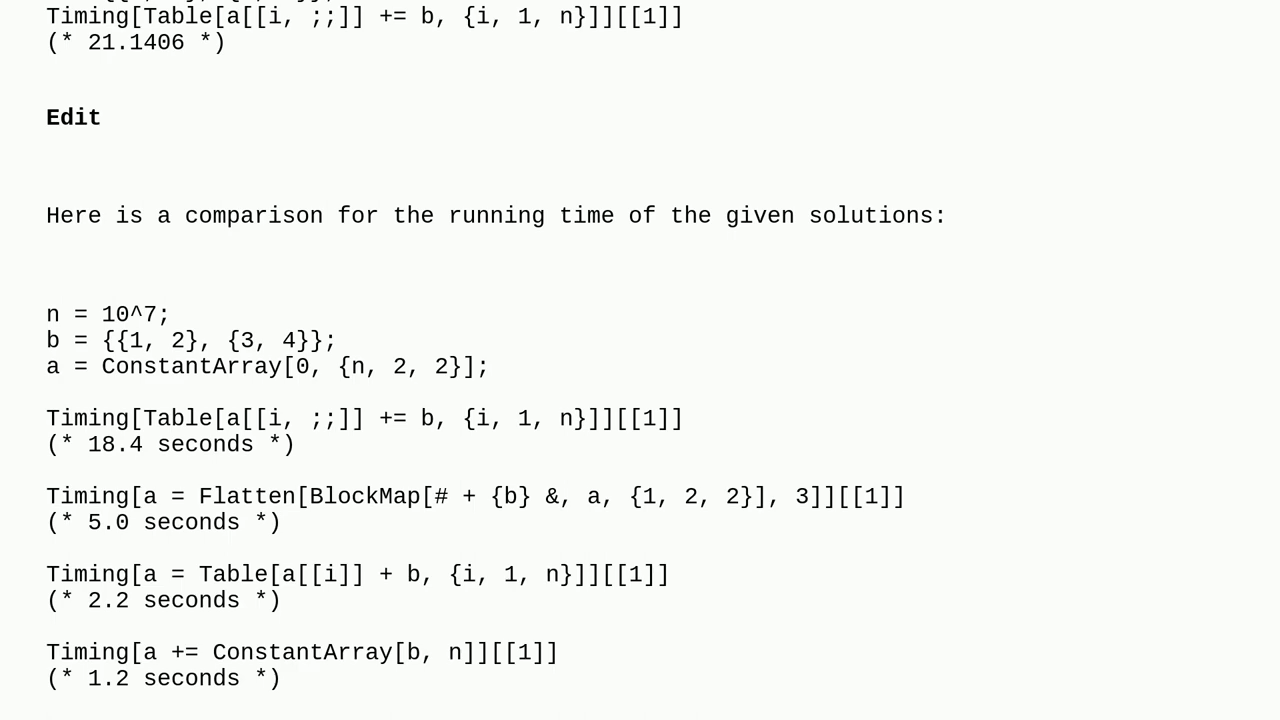 Timing[Table[a[[i, ;;]] += b, {i, 1, n}]][[1]]
(* 21.1406 *)
Edit
Here is a comparison for the running time of the given solutions:
n = 10^7;
b = {{1, 2}, {3, 4}};
a = ConstantArray[0, {n, 2, 2}];
Timing[Table[a[[i, ;;]] += b, {i, 1, n}]][[1]]
(* 18.4 seconds *)
Timing[a = Flatten[BlockMap[# + {b} &, a, {1, 2, 2}], 3]][[1]]
(* 5.0 seconds *)
Timing[a = Table[a[[i]] + b, {i, 1, n}]][[1]]
(* 2.2 seconds *)
Timing[a += ConstantArray[b, n]][[1]]
(* 1.2 seconds *)